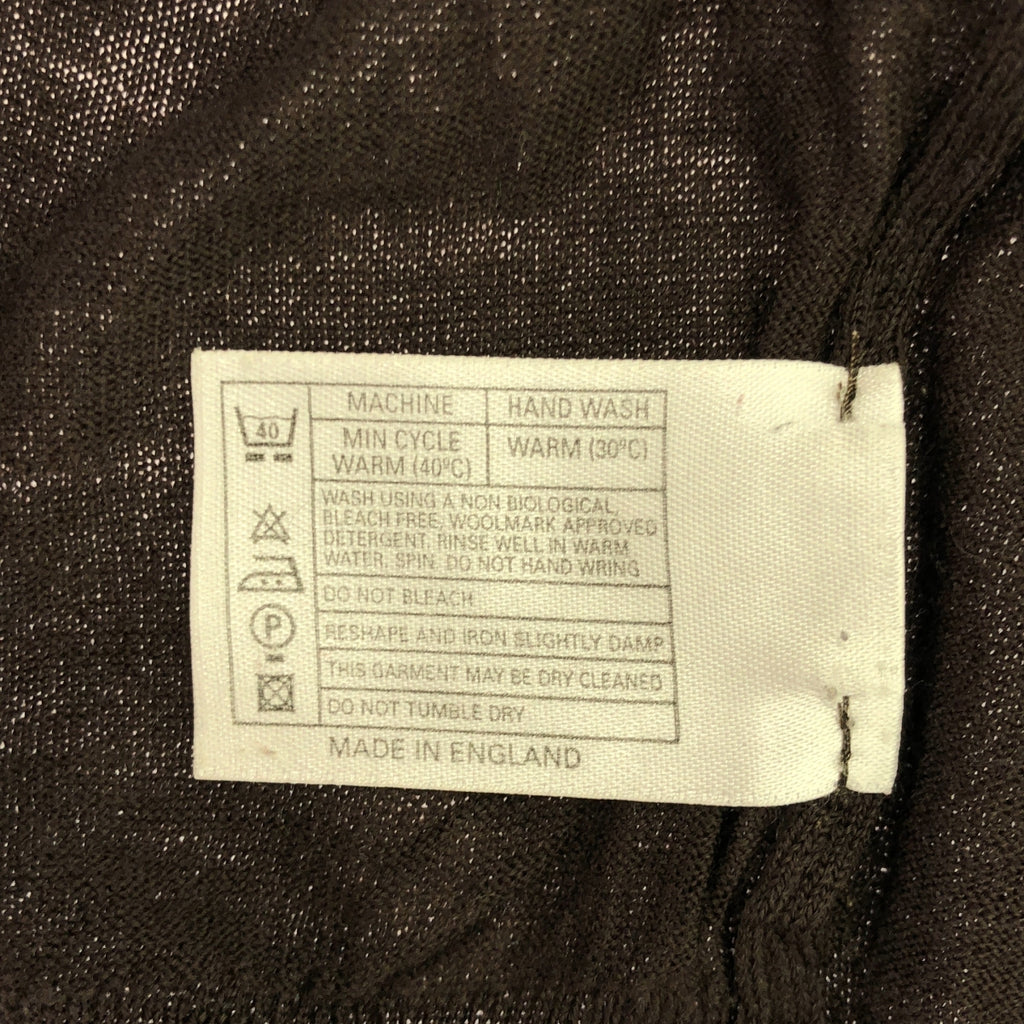 40
MACHINE HAND WASH
MIN CYCLE WARM (30ºC)
WARM (40ºC)
WASH USING A NON BIOLOGICAL,
BLEACH FREE, WOOLMARK APPROVED
DETERGENT. RINSE WELL IN WARM
WATER. SPIN. DO NOT HAND WRING
DO NOT BLEACH
RESHAPE AND IRON SLIGHTLY DAMP
P
THIS GARMENT MAY BE DRY CLEANED
DO NOT TUMBLE DRY
MADE IN ENGLAND